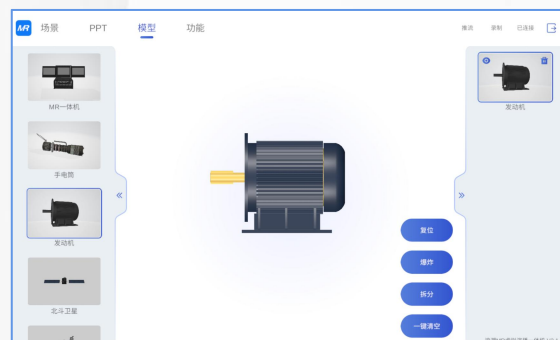 MR 场景 PPT 模型 功能 推流 录制 已连接
MR一体机
手电筒
发动机
北斗卫星
复位
爆炸
拆分
一键清空
发动机